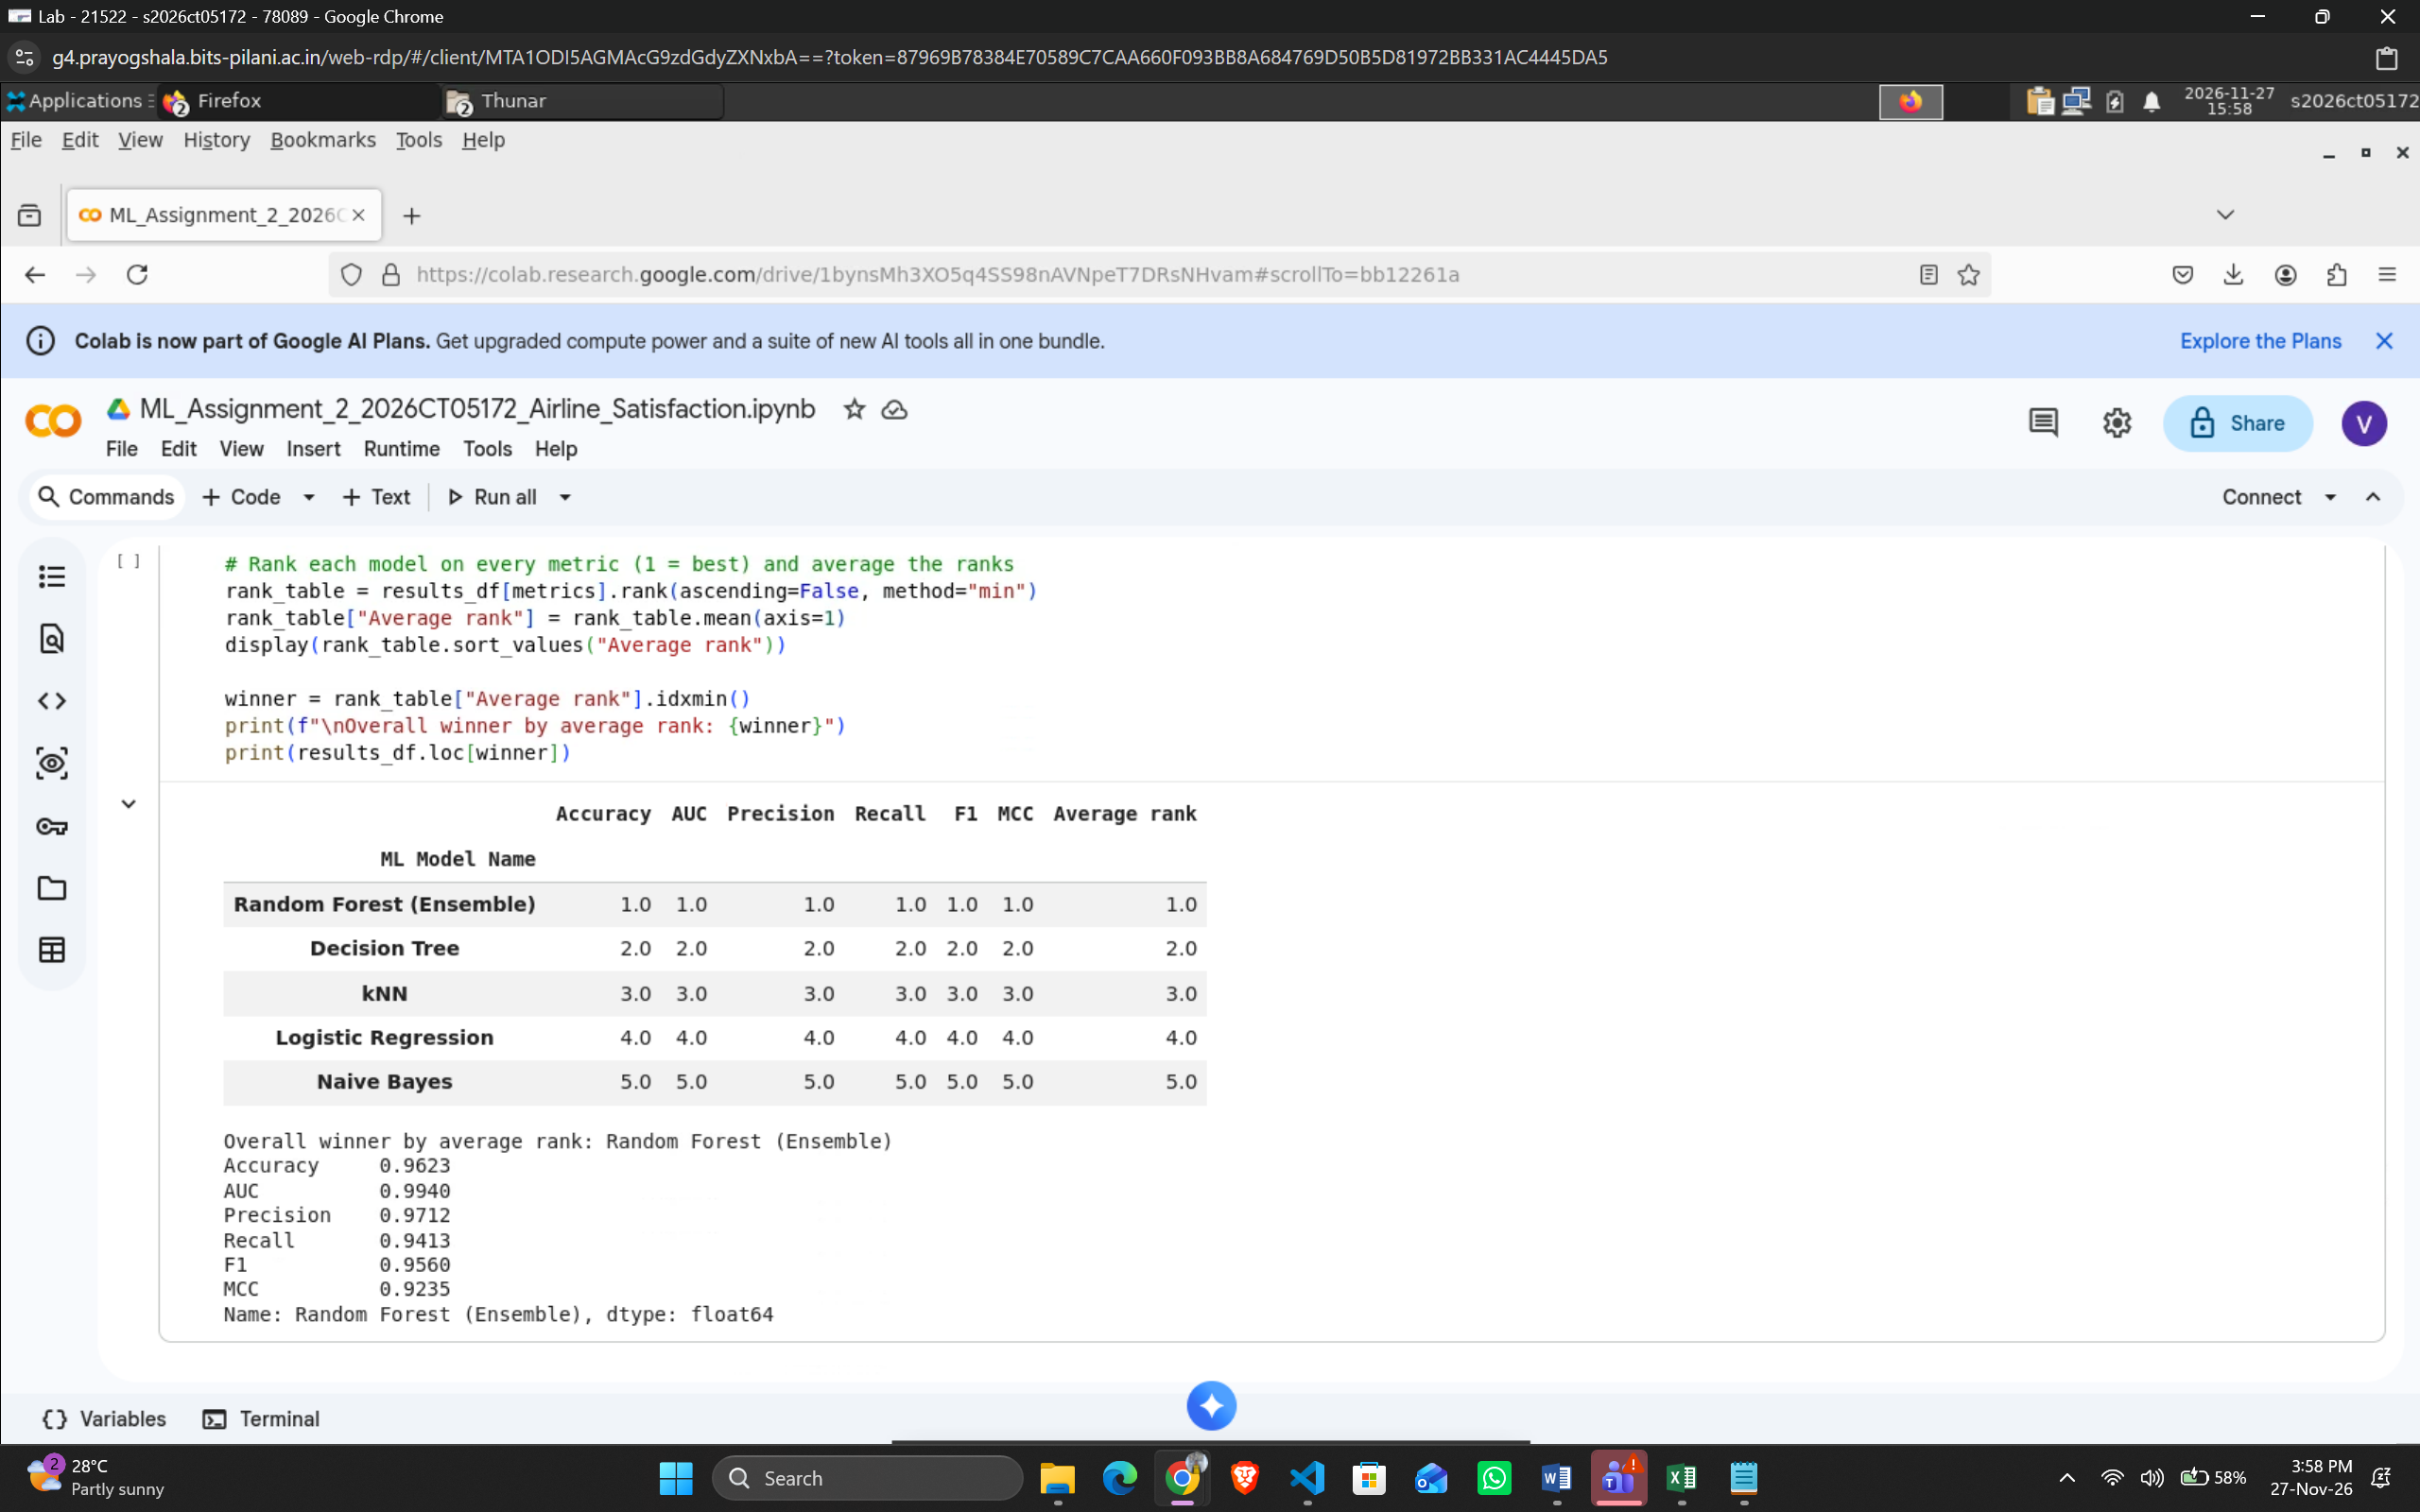 Lab - 21522 - s2026ct05172 - 78089 - Google Chrome
g4.prayogshala.bits-pilani.ac.in/web-rdp/#/client/MTA1ODI5AGMAcG9zdGdyZXNxbA==?token=87969B78384E70589C7CAA660F093BB8A684769D50B5D81972BB331AC4445DA5
Applications 2 Firefox 2 Thunar 2026-11-27 15:58 s2026ct05172
File Edit View History Bookmarks Tools Help
ML_Assignment_2_2026C
https://colab.research.google.com/drive/1bynsMh3XO5q4SS98nAVNpeT7DRsNHvam#scrollTo=bb12261a
Colab is now part of Google AI Plans. Get upgraded compute power and a suite of new AI tools all in one bundle. Explore the Plans
ML_Assignment_2_2026CT05172_Airline_Satisfaction.ipynb
File Edit View Insert Runtime Tools Help
Share V
Commands + Code + Text Run all Connect
[ ] # Rank each model on every metric (1 = best) and average the ranks
rank_table = results_df[metrics].rank(ascending=False, method="min")
rank_table["Average rank"] = rank_table.mean(axis=1)
display(rank_table.sort_values("Average rank"))
winner = rank_table["Average rank"].idxmin()
print(f"\nOverall winner by average rank: {winner}")
print(results_df.loc[winner])
Accuracy AUC Precision Recall F1 MCC Average rank
ML Model Name
Random Forest (Ensemble) 1.0 1.0 1.0 1.0 1.0 1.0 1.0
Decision Tree 2.0 2.0 2.0 2.0 2.0 2.0 2.0
kNN 3.0 3.0 3.0 3.0 3.0 3.0 3.0
Logistic Regression 4.0 4.0 4.0 4.0 4.0 4.0 4.0
Naive Bayes 5.0 5.0 5.0 5.0 5.0 5.0 5.0
Overall winner by average rank: Random Forest (Ensemble)
Accuracy 0.9623
AUC 0.9940
Precision 0.9712
Recall 0.9413
F1 0.9560
MCC 0.9235
Name: Random Forest (Ensemble), dtype: float64
Variables Terminal
2 28°C
Partly sunny
Search
58%
3:58 PM
27-Nov-26